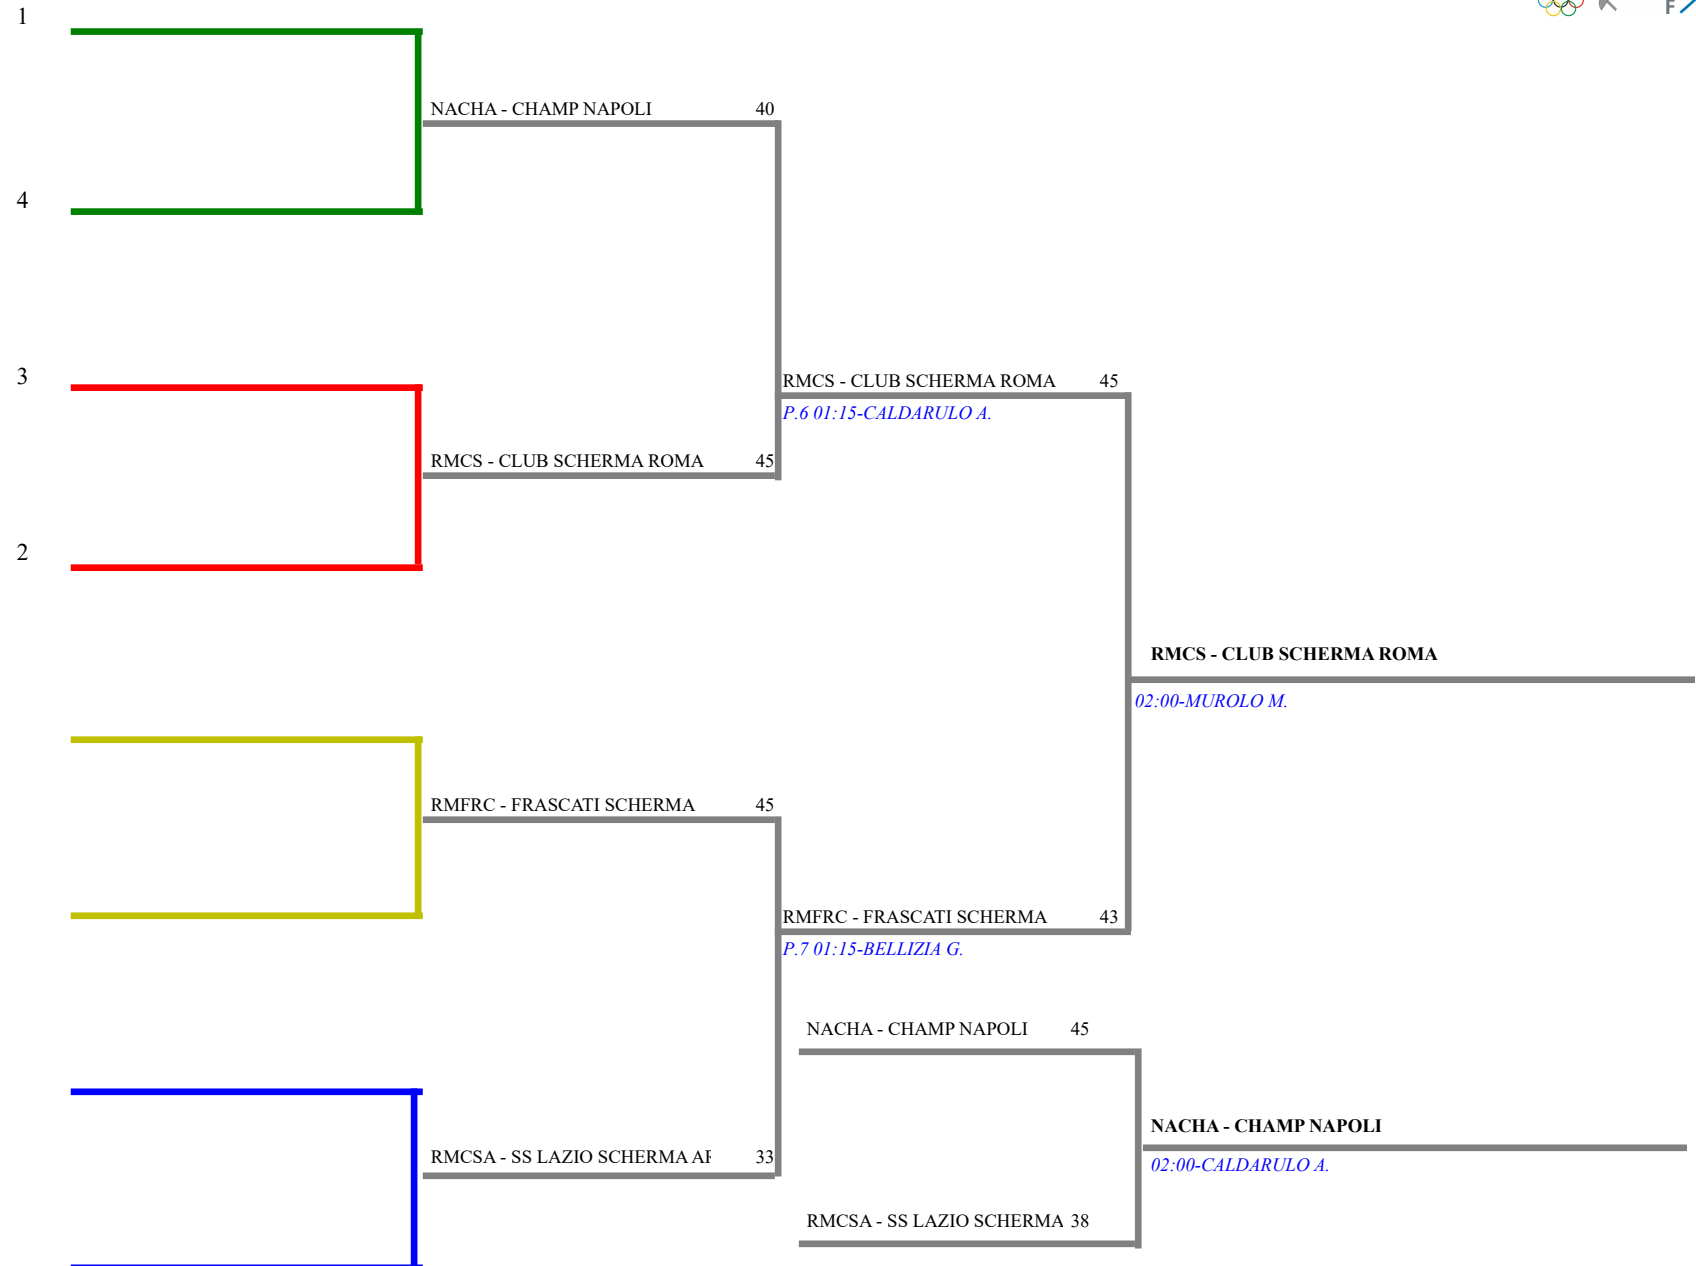 1
F
NACHA - CHAMP NAPOLI 40
4
3
RMCS - CLUB SCHERMA ROMA 45
P.6 01:15-CALDARULO A.
RMCS - CLUB SCHERMA ROMA 45
2
RMCS - CLUB SCHERMA ROMA
02:00-MUROLO M.
RMFRC - FRASCATI SCHERMA 45
RMFRC - FRASCATI SCHERMA 43
P.7 01:15-BELLIZIA G.
NACHA - CHAMP NAPOLI 45
NACHA - CHAMP NAPOLI
RMCSA - SS LAZIO SCHERMA 33
02:00-CALDARULO A.
RMCSA - SS LAZIO SCHERMA 38